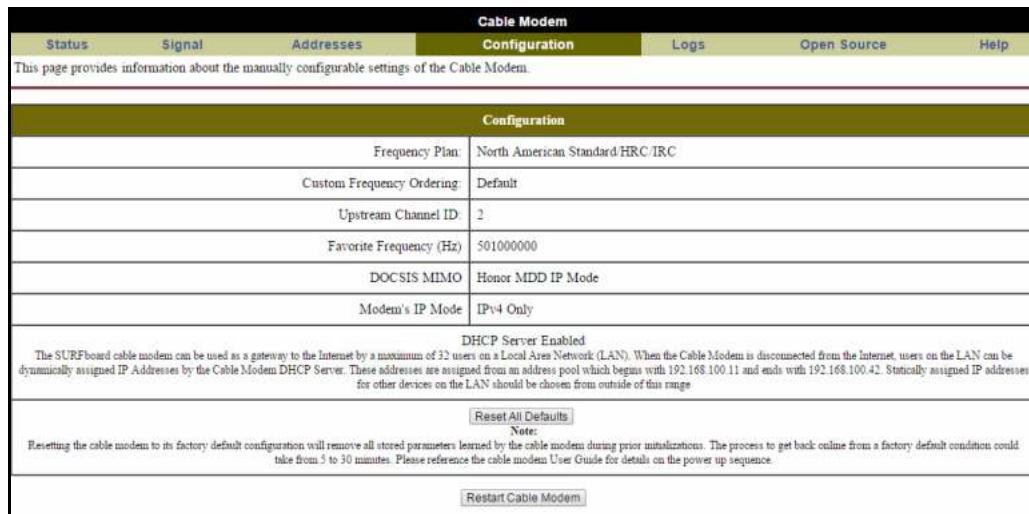 Cable Modem
Status Signal Addresses Configuration Logs Open Source Help
This page provides information about the manually configurable settings of the Cable Modem.
Configuration
Frequency Plan: North American Standard/HRC/IRC
Custom Frequency Ordering: Default
Upstream Channel ID: 2
Favorite Frequency (Hz) 501000000
DOCSIS MIMO Honor MDD IP Mode
Modem's IP Mode IPv4 Only
DHCP Server Enabled
The SURFboard cable modem can be used as a gateway to the Internet by a maximum of 32 users on a Local Area Network (LAN). When the Cable Modem is disconnected from the Internet, users on the LAN can be
dynamically assigned IP Addresses by the Cable Modem DHCP Server. These addresses are assigned from an address pool which begins with 192.168.100.11 and ends with 192.168.100.42. Statically assigned IP addresses
for other devices on the LAN should be chosen from outside of this range
Reset All Defaults
Note:
Resetting the cable modem to its factory default configuration will remove all stored parameters learned by the cable modem during prior initializations. The process to get back online from a factory default condition could
take from 5 to 30 minutes. Please reference the cable modem User Guide for details on the power up sequence.
Restart Cable Modem